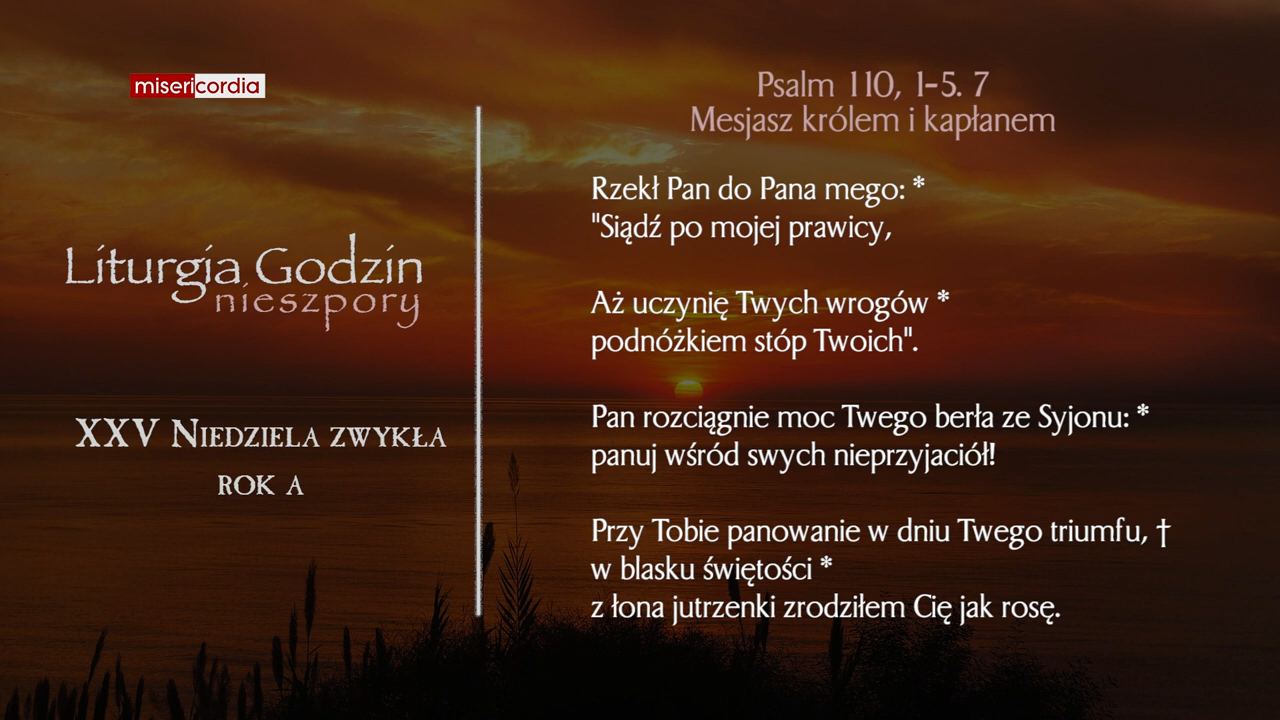 misericordia
Liturgia Godzin
nieszpory
XXV Niedziela zwykła
rok a
Psalm 110, 1-5. 7
Mesjasz królem i kapłanem
Rzekł Pan do Pana mego: *
"Siądź po mojej prawicy,
Aż uczynię Twych wrogów *
podnóżkiem stóp Twoich".
Pan rozciągnie moc Twego berła ze Syjonu: *
panuj wśród swych nieprzyjaciół!
Przy Tobie panowanie w dniu Twego triumfu, †
w blasku świętości *
z łona jutrzenki zrodziłem Cię jak rosę.